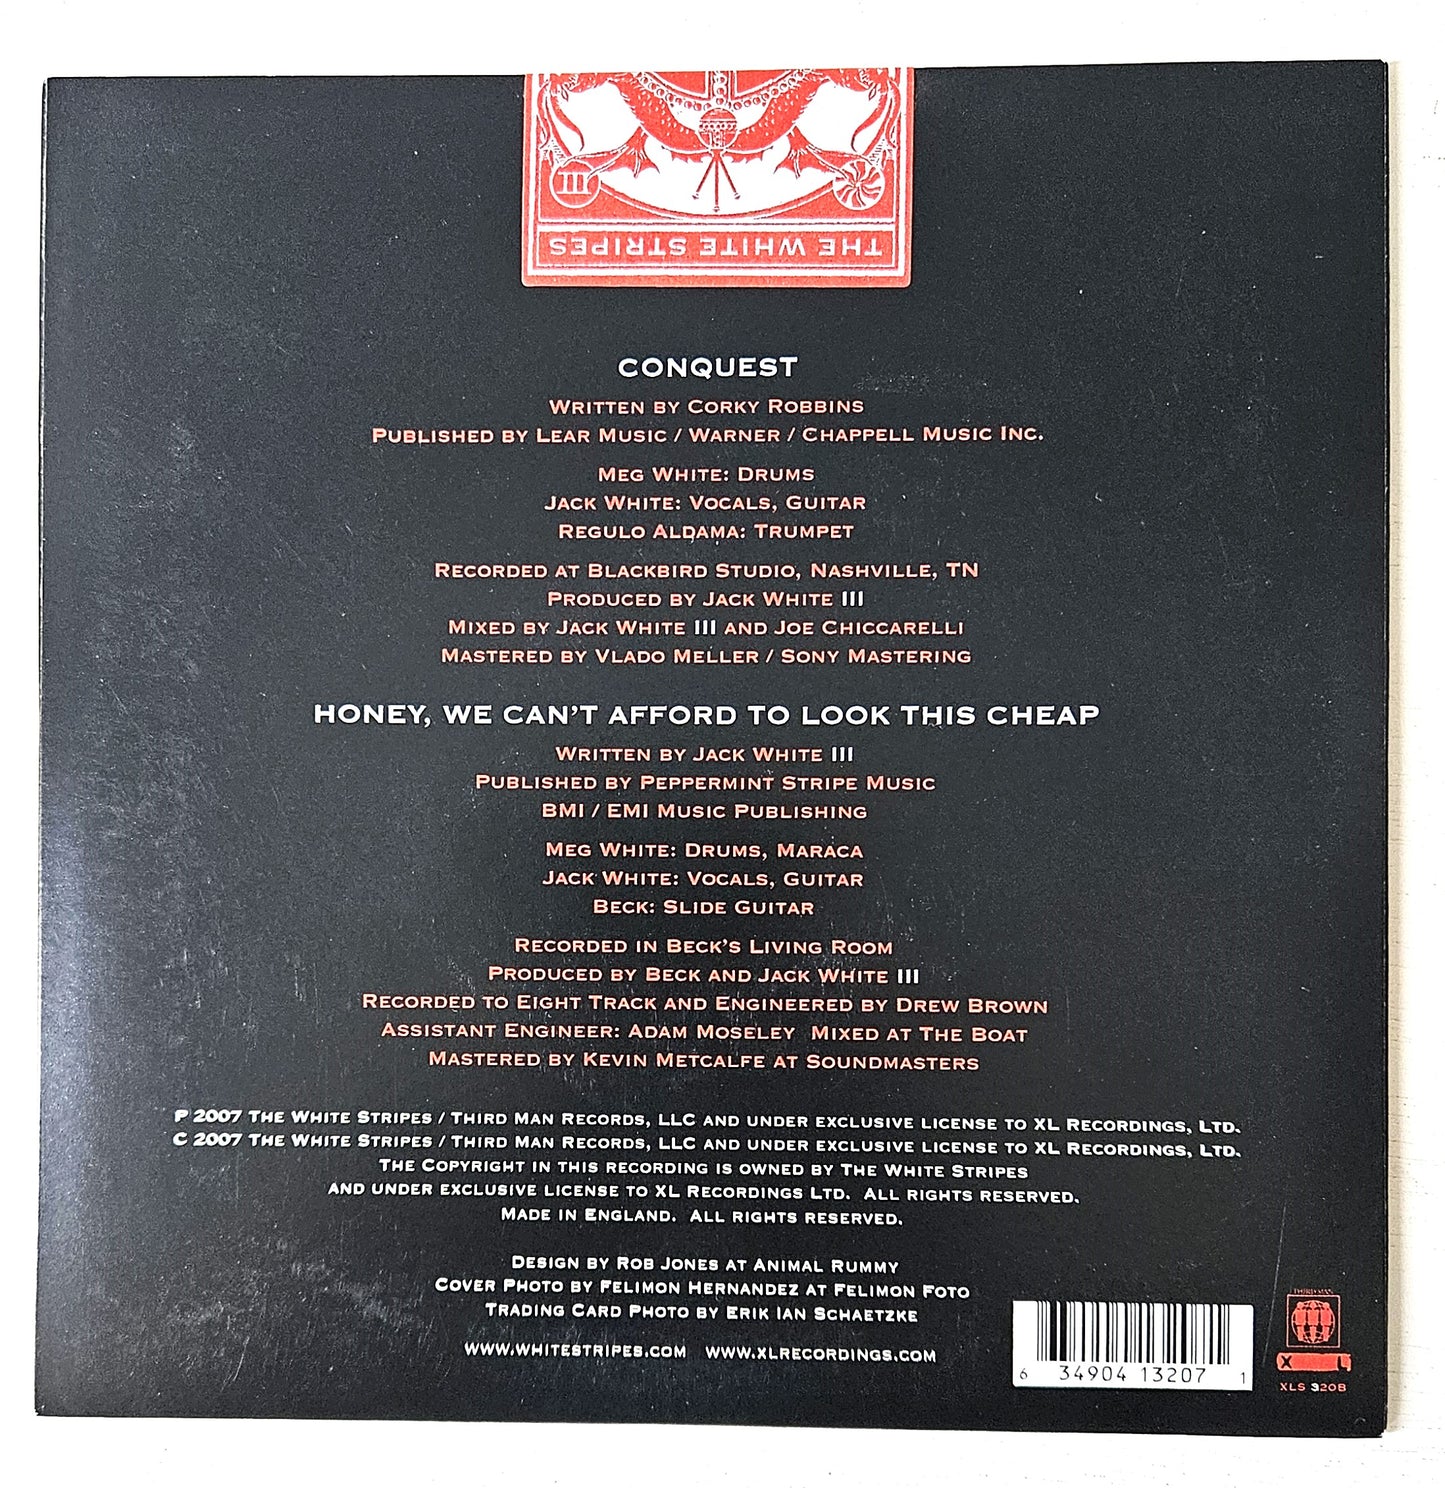 III
THE WHITE STRIPES
CONQUEST
WRITTEN BY CORKY ROBBINS
PUBLISHED BY LEAR MUSIC / WARNER / CHAPPELL MUSIC INC.
MEG WHITE: DRUMS
JACK WHITE: VOCALS, GUITAR
REGULO ALDAMA: TRUMPET
RECORDED AT BLACKBIRD STUDIO, NASHVILLE, TN
PRODUCED BY JACK WHITE III
MIXED BY JACK WHITE III AND JOE CHICCARELLI
MASTERED BY VLADO MELLER / SONY MASTERING
HONEY, WE CAN'T AFFORD TO LOOK THIS CHEAP
WRITTEN BY JACK WHITE III
PUBLISHED BY PEPPERMINT STRIPE MUSIC
BMI / EMI MUSIC PUBLISHING
MEG WHITE: DRUMS, MARACA
JACK WHITE: VOCALS, GUITAR
BECK: SLIDE GUITAR
RECORDED IN BECK'S LIVING ROOM
PRODUCED BY BECK AND JACK WHITE III
RECORDED TO EIGHT TRACK AND ENGINEERED BY DREW BROWN
ASSISTANT ENGINEER: ADAM MOSELEY MIXED AT THE BOAT
MASTERED BY KEVIN METCALFE AT SOUNDMASTERS
P 2007 THE WHITE STRIPES / THIRD MAN RECORDS, LLC AND UNDER EXCLUSIVE LICENSE TO XL RECORDINGS, LTD.
C 2007 THE WHITE STRIPES / THIRD MAN RECORDS, LLC AND UNDER EXCLUSIVE LICENSE TO XL RECORDINGS, LTD.
THE COPYRIGHT IN THIS RECORDING IS OWNED BY THE WHITE STRIPES
AND UNDER EXCLUSIVE LICENSE TO XL RECORDINGS LTD. ALL RIGHTS RESERVED.
MADE IN ENGLAND. ALL RIGHTS RESERVED.
DESIGN BY ROB JONES AT ANIMAL RUMMY
COVER PHOTO BY FELIMON HERNANDEZ AT FELIMON FOTO
TRADING CARD PHOTO BY ERIK IAN SCHAETZKE
WWW.WHITESTRIPES.COM WWW.XLRECORDINGS.COM
6 34904 13207 1
THIRD MAN
X L
XLS 320B